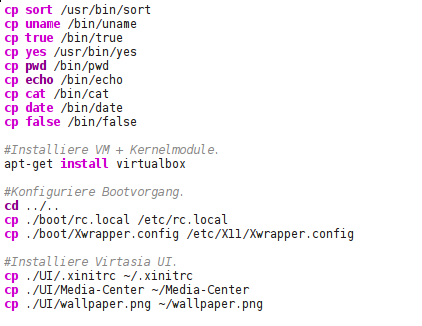 cp sort /usr/bin/sort
cp uname /bin/uname
cp true /bin/true
cp yes /usr/bin/yes
cp pwd /bin/pwd
cp echo /bin/echo
cp cat /bin/cat
cp date /bin/date
cp false /bin/false
#Installiere VM + Kernelmodule.
apt-get install virtualbox
#Konfiguriere Bootvorgang.
cd ../..
cp ./boot/rc.local /etc/rc.local
cp ./boot/Xwrapper.config /etc/X11/Xwrapper.config
#Installiere Virtasia UI.
cp ./UI/.xinitrc ~/.xinitrc
cp ./UI/Media-Center ~/Media-Center
cp ./UI/wallpaper.png ~/wallpaper.png